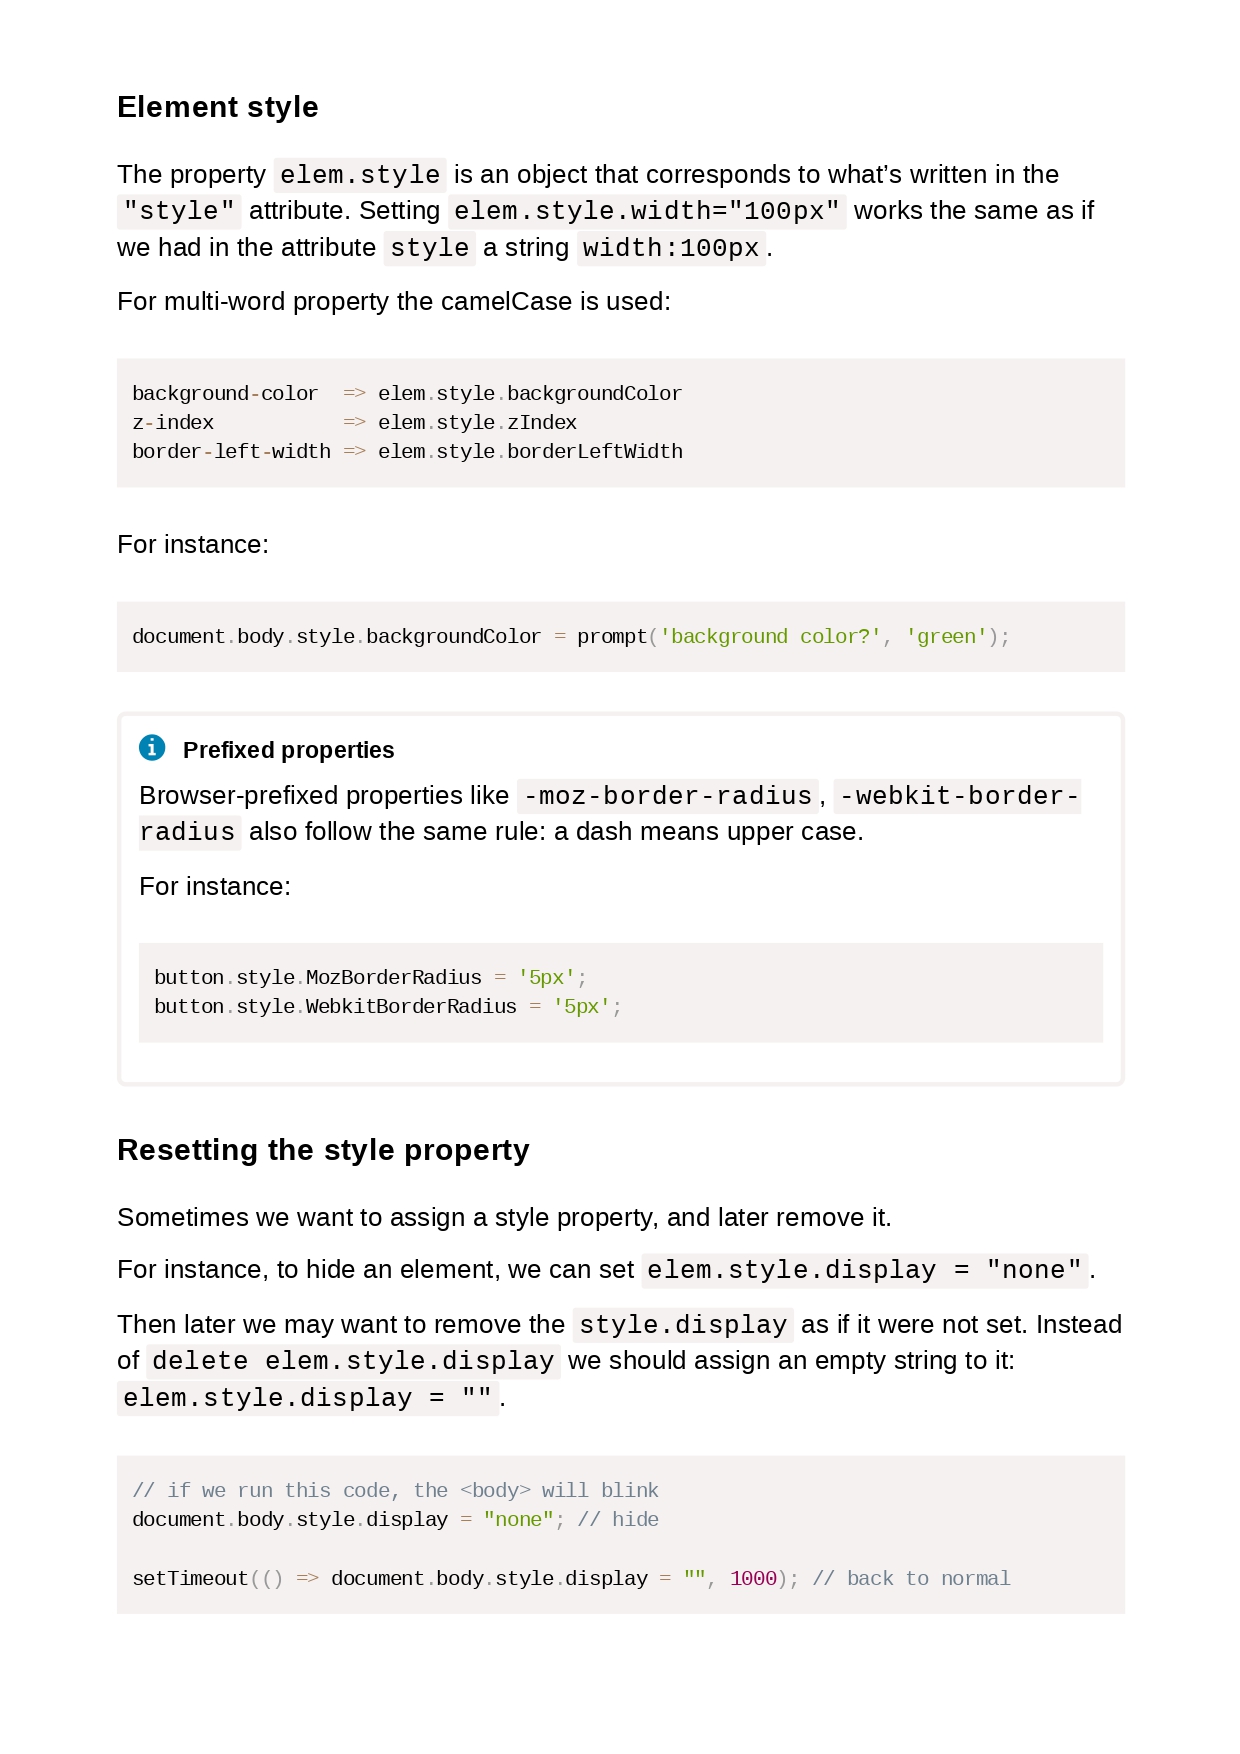 Element style
The property elem.style is an object that corresponds to what’s written in the
"style" attribute. Setting elem.style.width="100px" works the same as if
we had in the attribute style a string width:100px.
For multi-word property the camelCase is used:
background-color  => elem.style.backgroundColor
z-index           => elem.style.zIndex
border-left-width => elem.style.borderLeftWidth
For instance:
document.body.style.backgroundColor = prompt('background color?', 'green');
Prefixed properties
Browser-prefixed properties like -moz-border-radius, -webkit-border-
radius also follow the same rule: a dash means upper case.
For instance:
button.style.MozBorderRadius = '5px';
button.style.WebkitBorderRadius = '5px';
Resetting the style property
Sometimes we want to assign a style property, and later remove it.
For instance, to hide an element, we can set elem.style.display = "none".
Then later we may want to remove the style.display as if it were not set. Instead
of delete elem.style.display we should assign an empty string to it:
elem.style.display = "".
// if we run this code, the <body> will blink
document.body.style.display = "none"; // hide
setTimeout(() => document.body.style.display = "", 1000); // back to normal